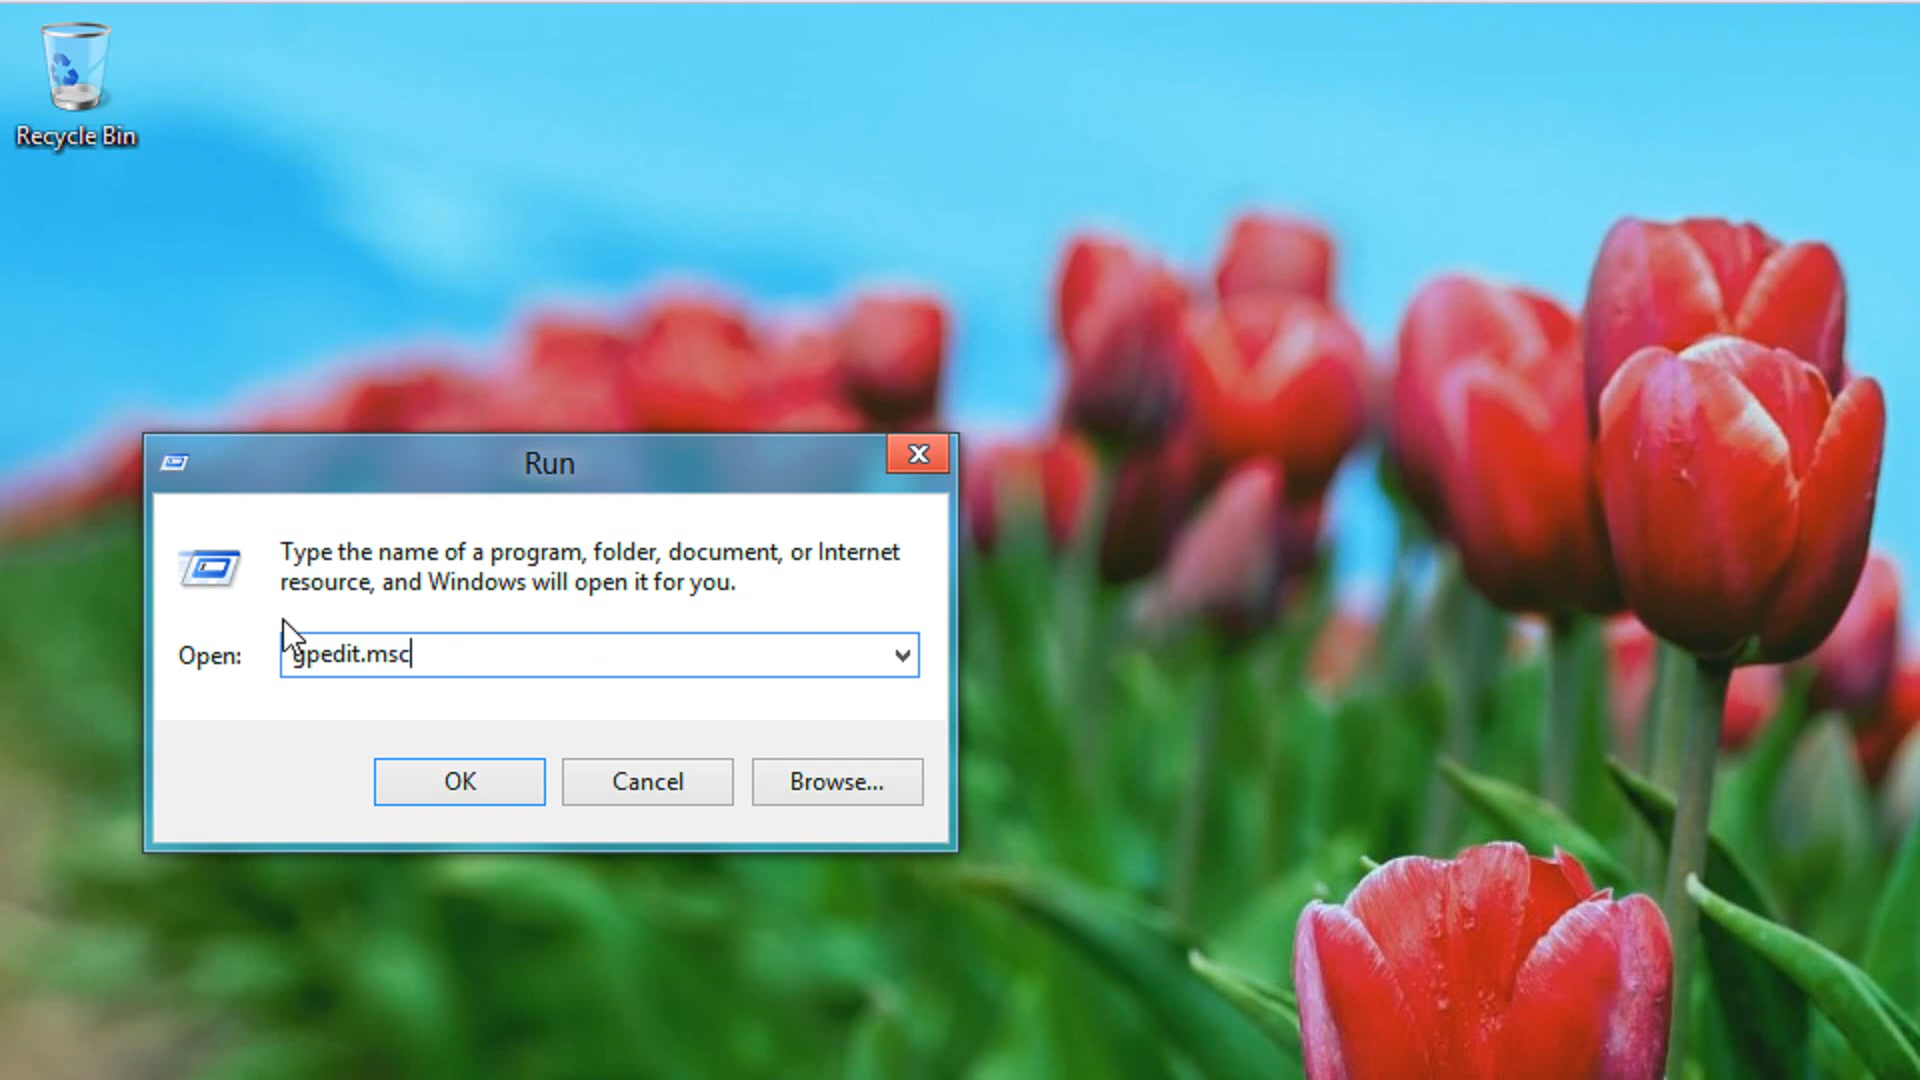 Recycle Bin
Run
Type the name of a program, folder, document, or Internet
resource, and Windows will open it for you.
Open:
gpedit.msc
OK
Cancel
Browse...